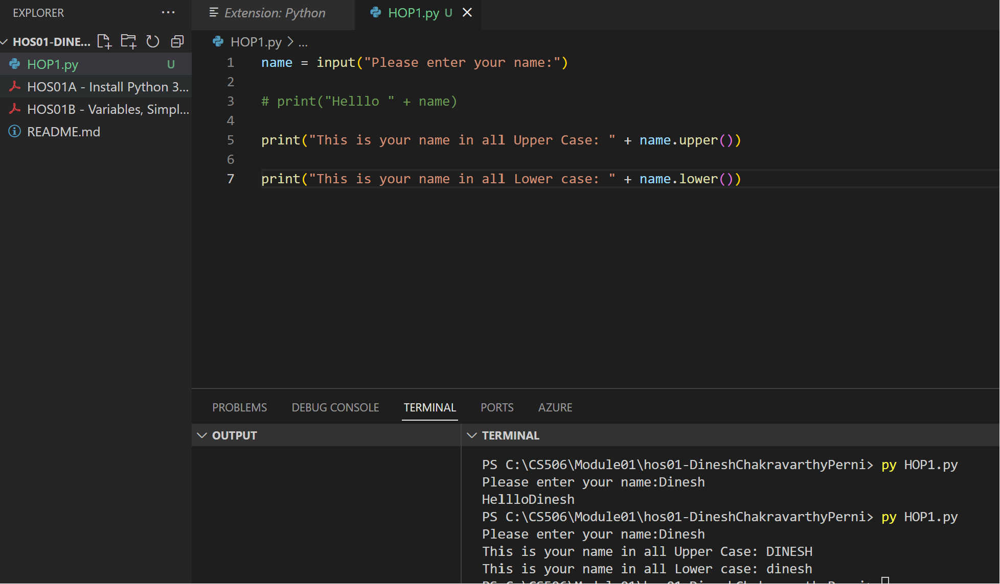 EXPLORER ...
HOS01-DINE...
HOP1.py U
HOS01A - Install Python 3...
HOS01B - Variables, Simpl...
README.md
Extension: Python
HOP1.py U
HOP1.py > ...
1 name = input("Please enter your name:")
2
3 # print("Helllo " + name)
4
5 print("This is your name in all Upper Case: " + name.upper())
6
7 print("This is your name in all Lower case: " + name.lower())
PROBLEMS DEBUG CONSOLE TERMINAL PORTS AZURE
OUTPUT
TERMINAL
PS C:\CS506\Module01\hos01-DineshChakravarthyPerni> py HOP1.py
Please enter your name:Dinesh
HellloDinesh
PS C:\CS506\Module01\hos01-DineshChakravarthyPerni> py HOP1.py
Please enter your name:Dinesh
This is your name in all Upper Case: DINESH
This is your name in all Lower case: dinesh
PS C:\CS506\Module01\hos01-DineshChakravarthyPerni>